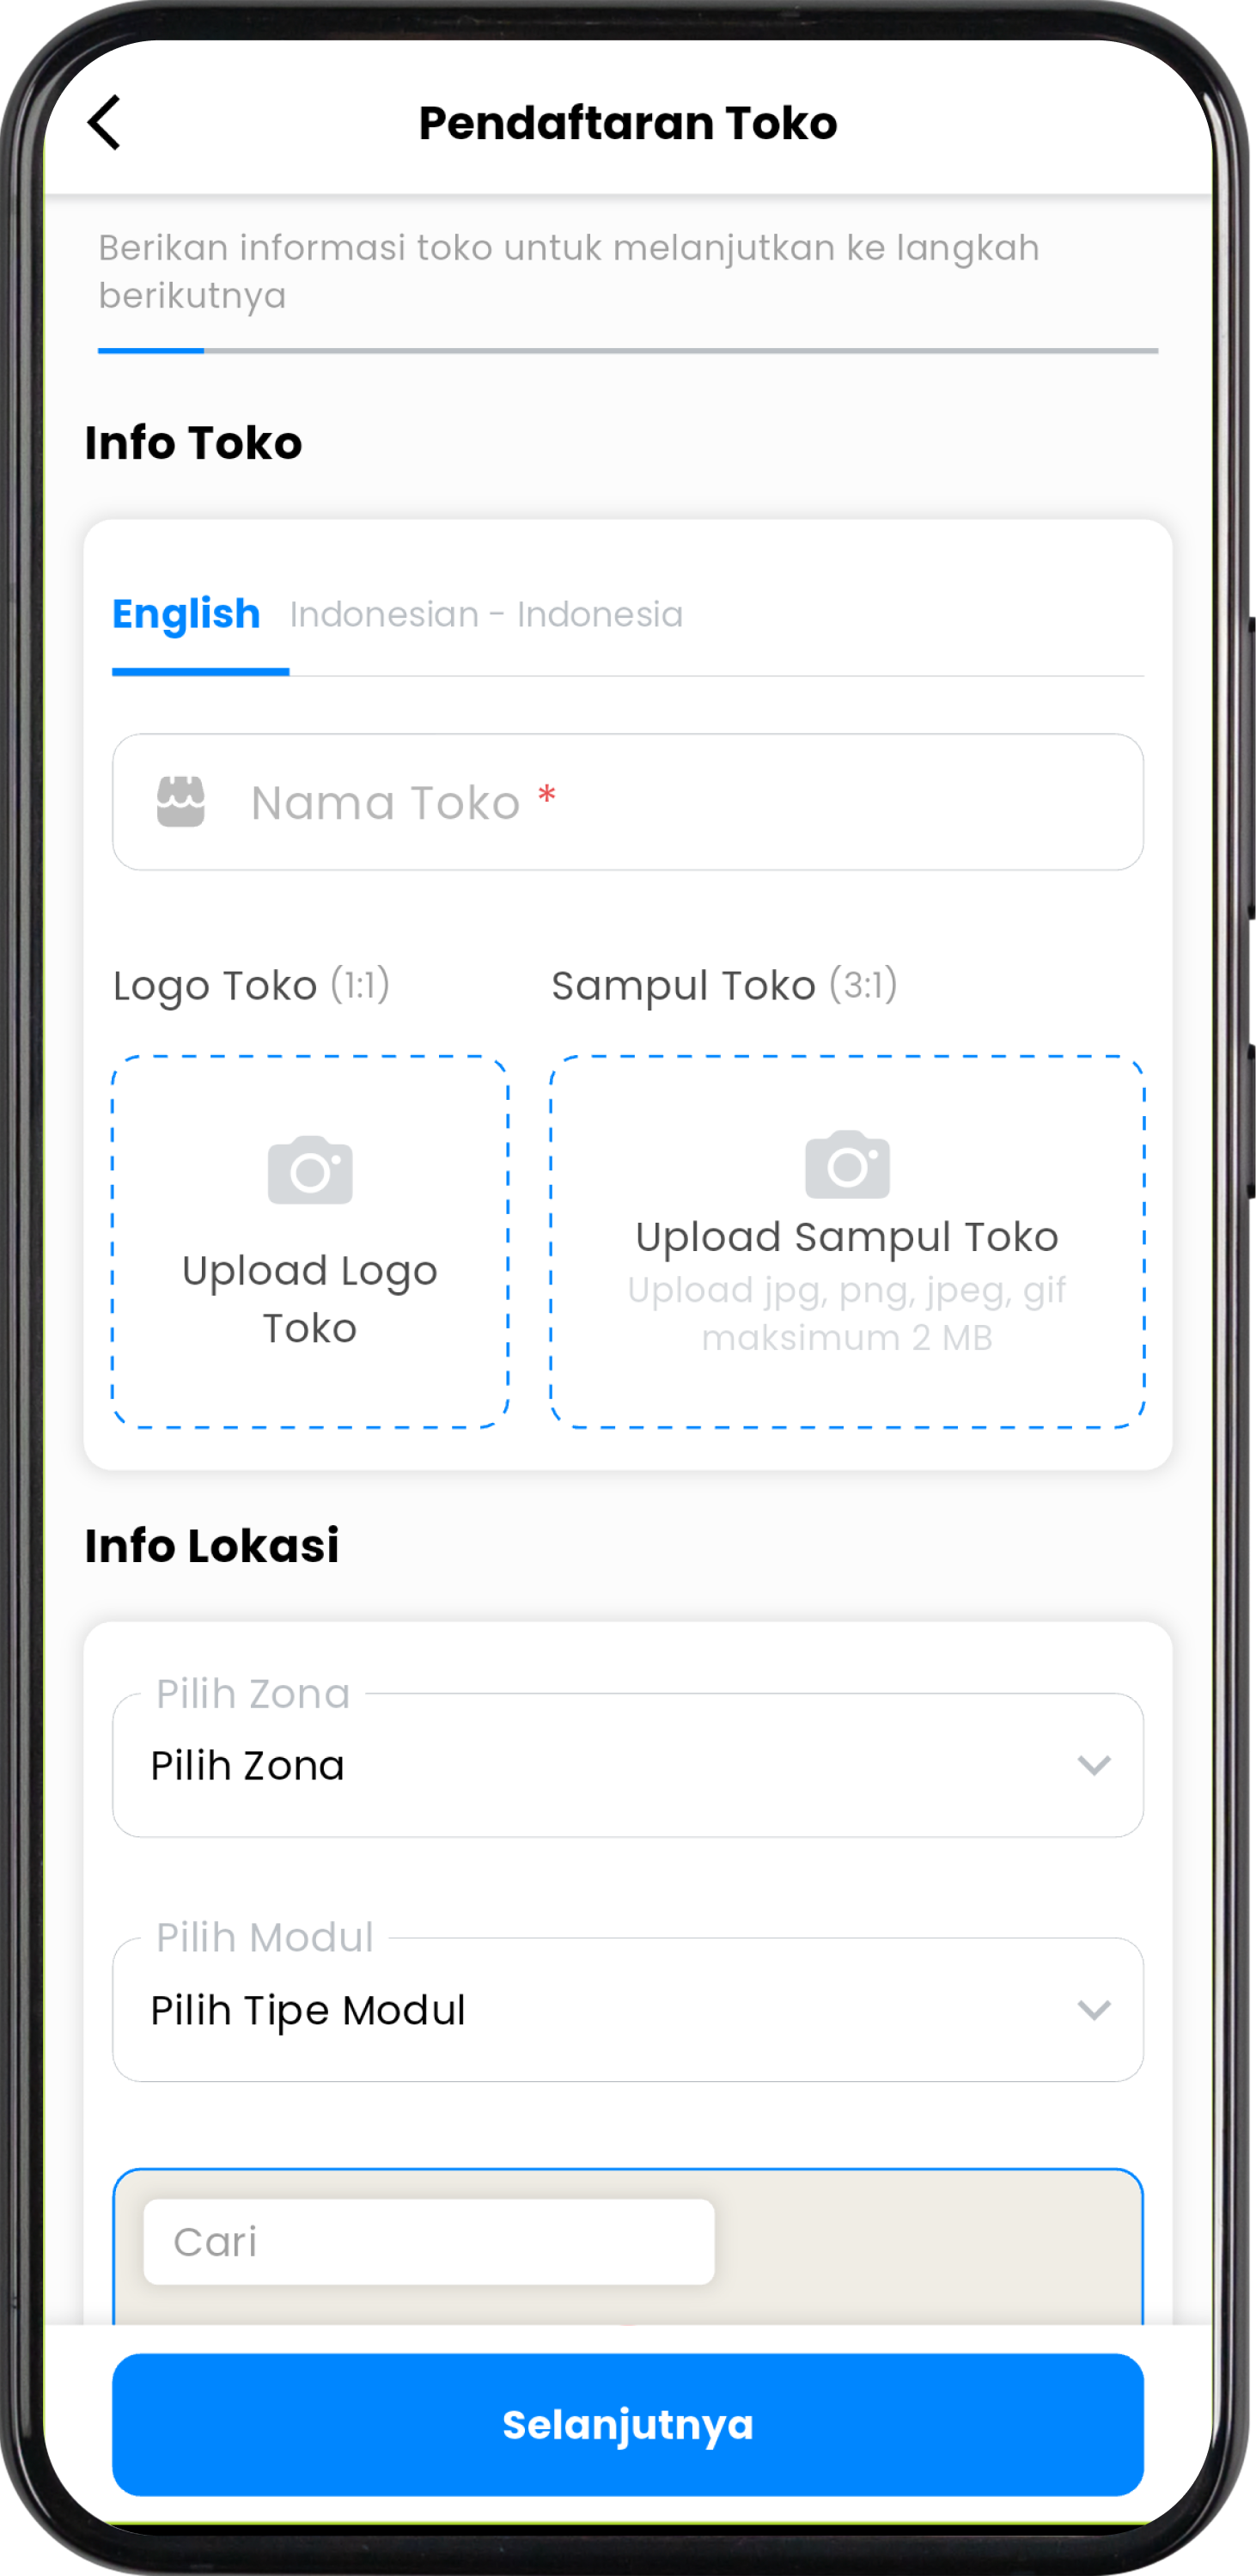 Pendaftaran Toko
Berikan informasi toko untuk melanjutkan ke langkah
berikutnya
Info Toko
English Indonesian - Indonesia
Nama Toko *
Logo Toko (1:1) Sampul Toko (3:1)
Upload Logo
Toko
Upload Sampul Toko
Upload jpg, png, jpeg, gif
maksimum 2 MB
Info Lokasi
Pilih Zona
Pilih Zona
Pilih Modul
Pilih Tipe Modul
Cari
Selanjutnya